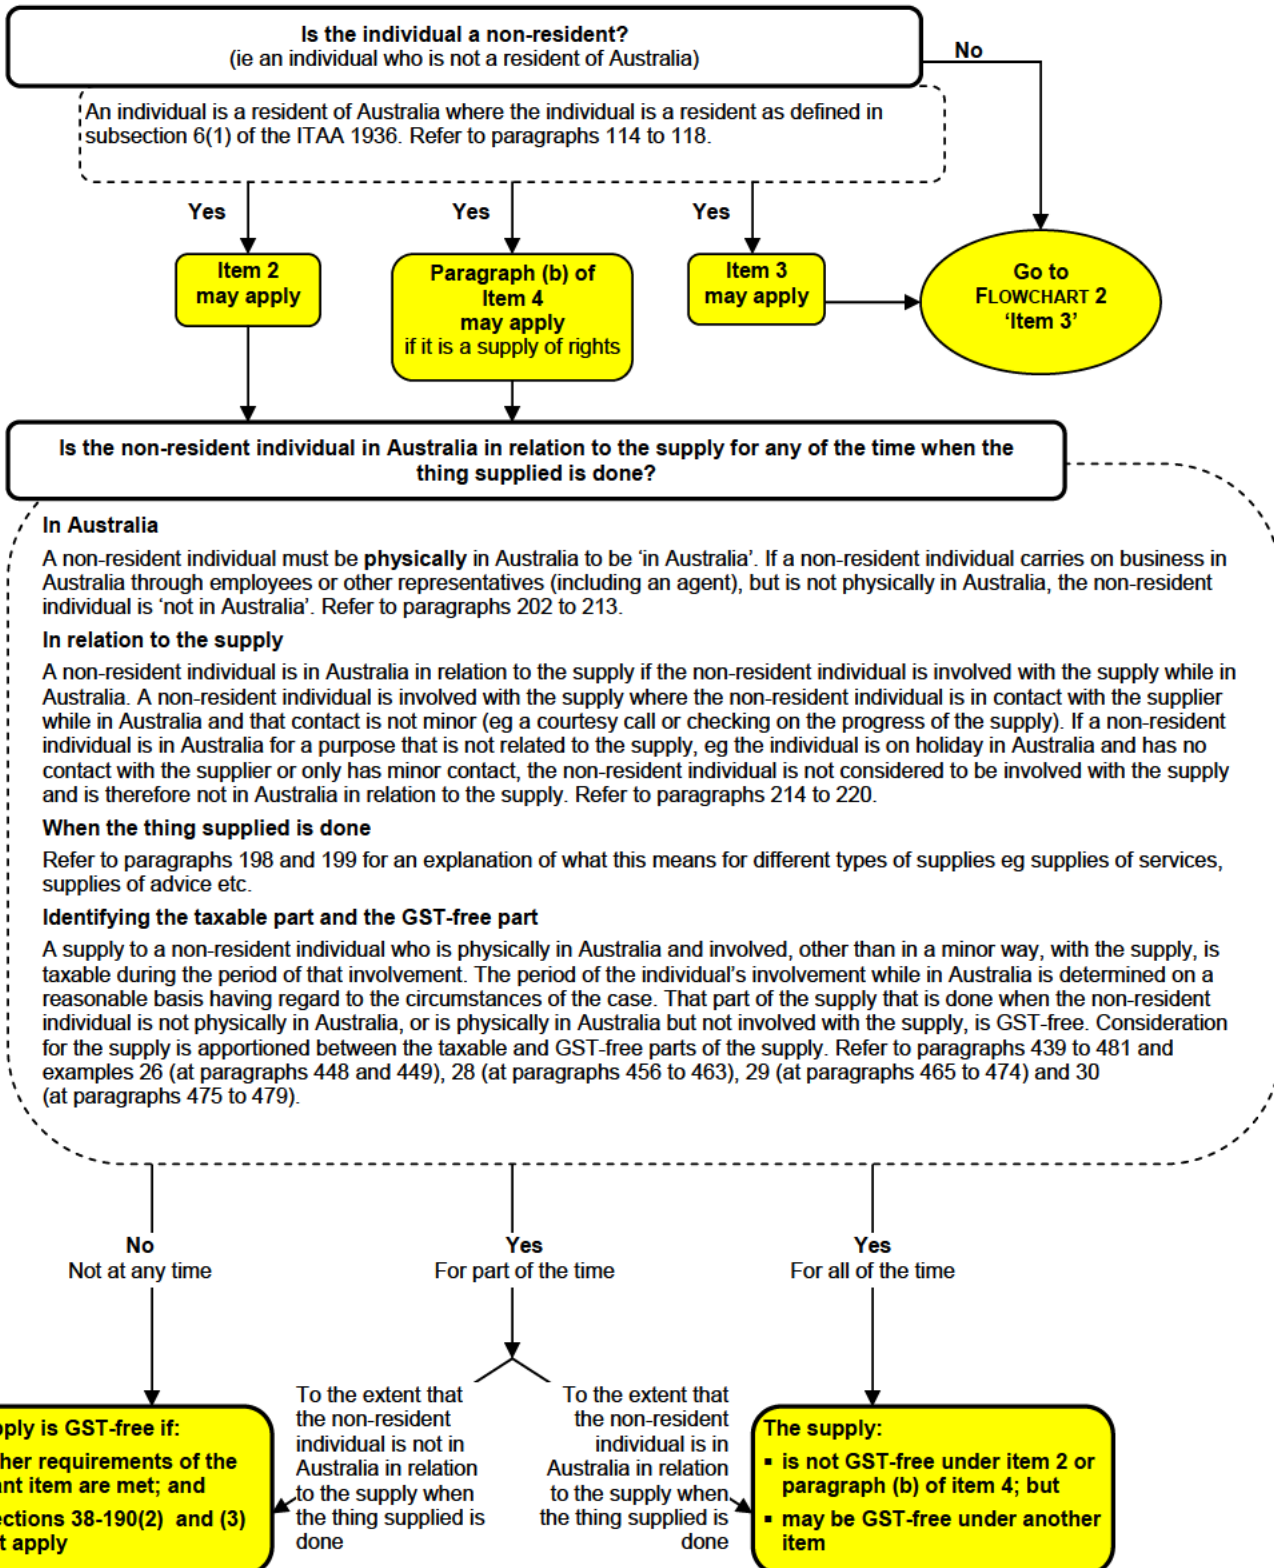 Is the individual a non-resident?
(ie an individual who is not a resident of Australia)
No
An individual is a resident of Australia where the individual is a resident as defined in
subsection 6(1) of the ITAA 1936. Refer to paragraphs 114 to 118.
Yes
Yes
Yes
Item 2
may apply
Paragraph (b) of
Item 4
may apply
if it is a supply of rights
Item 3
may apply
Go to
FLOWCHART 2
‘Item 3’
Is the non-resident individual in Australia in relation to the supply for any of the time when the
thing supplied is done?
In Australia
A non-resident individual must be physically in Australia to be ‘in Australia’. If a non-resident individual carries on business in
Australia through employees or other representatives (including an agent), but is not physically in Australia, the non-resident
individual is ‘not in Australia’. Refer to paragraphs 202 to 213.
In relation to the supply
A non-resident individual is in Australia in relation to the supply if the non-resident individual is involved with the supply while in
Australia. A non-resident individual is involved with the supply where the non-resident individual is in contact with the supplier
while in Australia and that contact is not minor (eg a courtesy call or checking on the progress of the supply). If a non-resident
individual is in Australia for a purpose that is not related to the supply, eg the individual is on holiday in Australia and has no
contact with the supplier or only has minor contact, the non-resident individual is not considered to be involved with the supply
and is therefore not in Australia in relation to the supply. Refer to paragraphs 214 to 220.
When the thing supplied is done
Refer to paragraphs 198 and 199 for an explanation of what this means for different types of supplies eg supplies of services,
supplies of advice etc.
Identifying the taxable part and the GST-free part
A supply to a non-resident individual who is physically in Australia and involved, other than in a minor way, with the supply, is
taxable during the period of that involvement. The period of the individual’s involvement while in Australia is determined on a
reasonable basis having regard to the circumstances of the case. That part of the supply that is done when the non-resident
individual is not physically in Australia, or is physically in Australia but not involved with the supply, is GST-free. Consideration
for the supply is apportioned between the taxable and GST-free parts of the supply. Refer to paragraphs 439 to 481 and
examples 26 (at paragraphs 448 and 449), 28 (at paragraphs 456 to 463), 29 (at paragraphs 465 to 474) and 30
(at paragraphs 475 to 479).
No
Not at any time
Yes
For part of the time
Yes
For all of the time
To the extent that
the non-resident
individual is not in
Australia in relation
to the supply when
the thing supplied is
done
To the extent that
the non-resident
individual is in
Australia in relation
to the supply when
the thing supplied is
done
is GST-free if:
requirements of the
item are met; and
38-190(2) and (3)
apply
The supply:
▪ is not GST-free under item 2 or
paragraph (b) of item 4; but
▪ may be GST-free under another
item